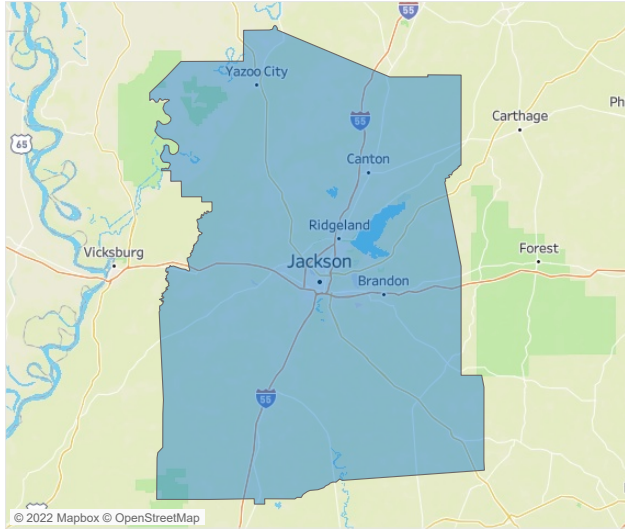 55
Yazoo City
Carthage
Ph
55
65
Canton
Ridgeland
Forest
Vicksburg
Jackson
Brandon
55
© 2022 Mapbox © OpenStreetMap